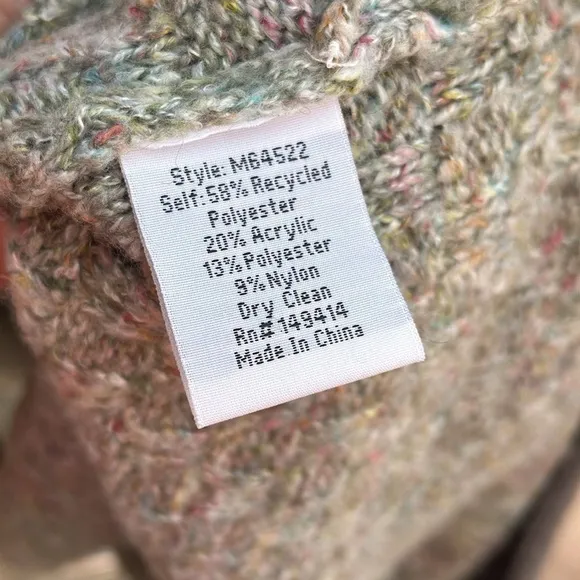 Style: M64522
Self: 58% Recycled
Polyester
20% Acrylic
13% Polyester
9% Nylon
Dry Clean
Rn# 149414
Made In China